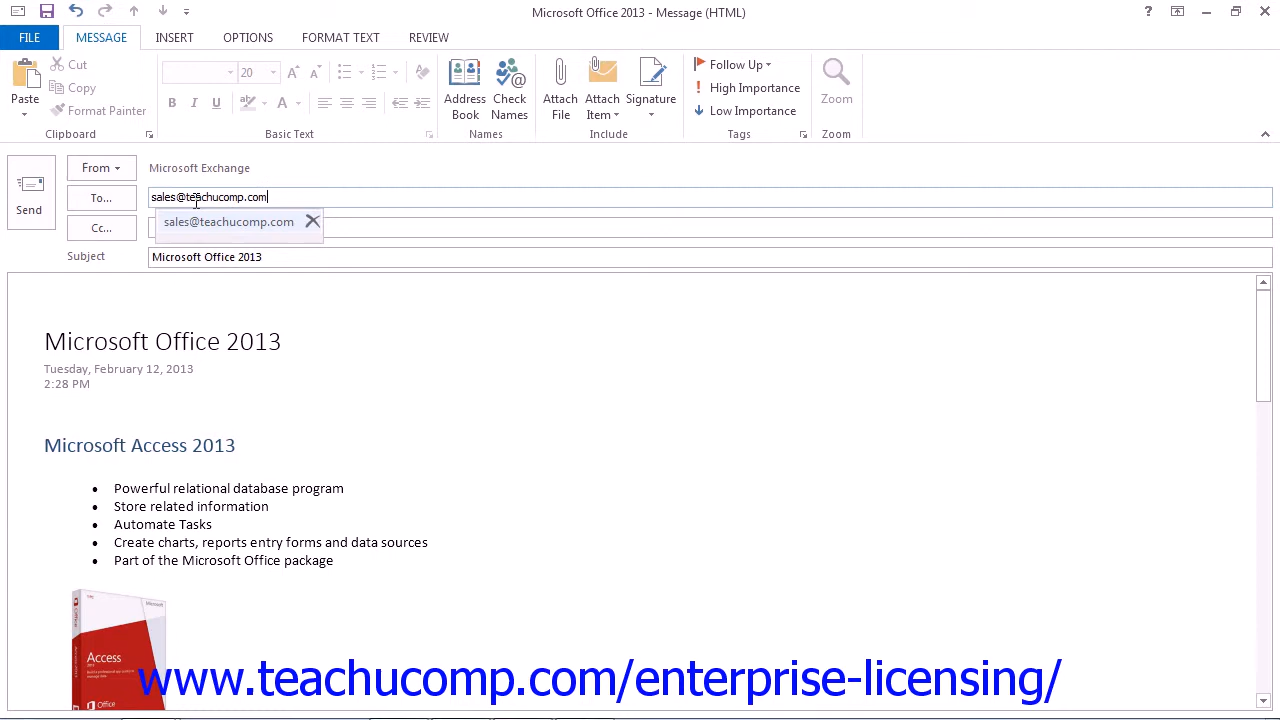 Microsoft Office 2013 - Message (HTML)
FILE
MESSAGE
INSERT
OPTIONS
FORMAT TEXT
REVIEW
Paste
Cut
Copy
Format Painter
Clipboard
20
Basic Text
Address
Book
Check
Names
Names
Attach
File
Attach
Item
Signature
Include
Follow Up
High Importance
Low Importance
Tags
Zoom
Zoom
Send
From
Microsoft Exchange
To...
sales@teachucomp.com
sales@teachucomp.com
Cc...
Subject
Microsoft Office 2013
Microsoft Office 2013
Tuesday, February 12, 2013
2:28 PM
Microsoft Access 2013
• Powerful relational database program
• Store related information
• Automate Tasks
• Create charts, reports entry forms and data sources
• Part of the Microsoft Office package
Microsoft
Access
Office
www.teachucomp.com/enterprise-licensing/